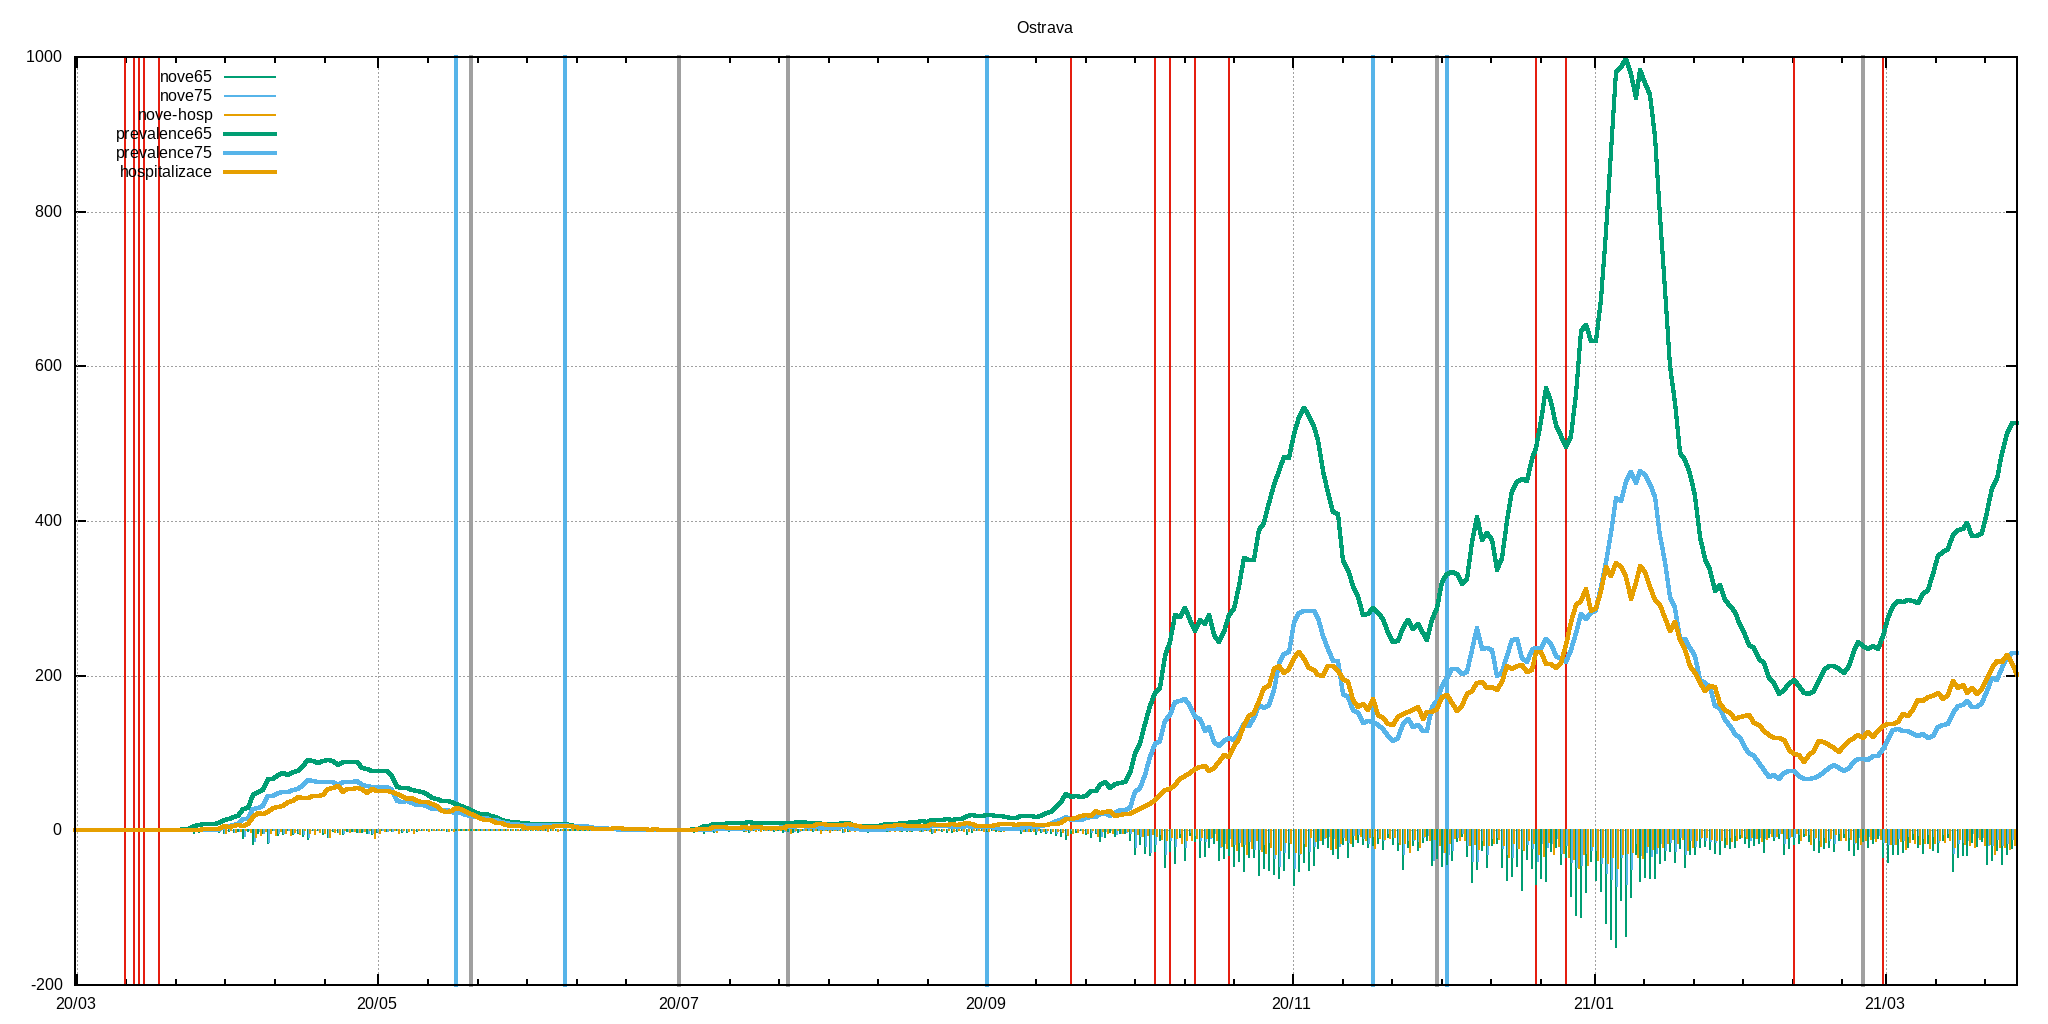 Ostrava
1000
800
600
400
200
0
-200
nove65
nove75
nove-hosp
prevalence65
prevalence75
hospitalizace
20/03 20/05 20/07 20/09 20/11 21/01 21/03